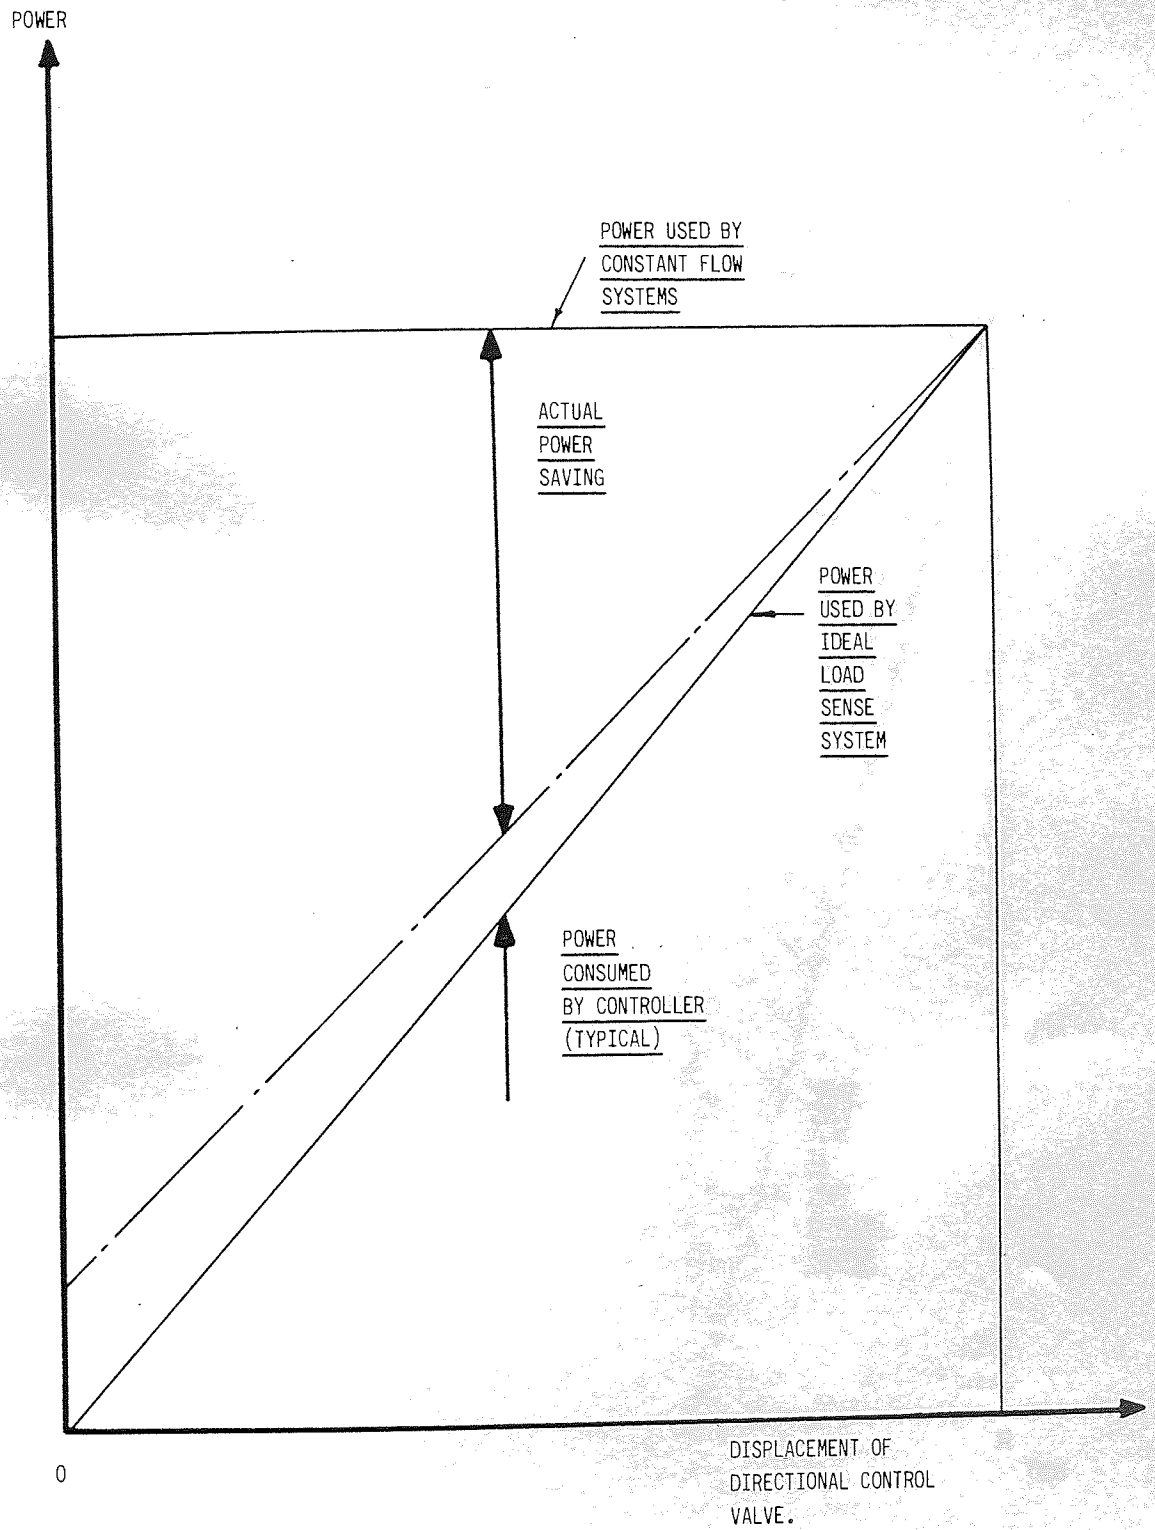 POWER
POWER USED BY
CONSTANT FLOW
SYSTEMS
ACTUAL
POWER
SAVING
POWER
USED BY
IDEAL
LOAD
SENSE
SYSTEM
POWER
CONSUMED
BY CONTROLLER
(TYPICAL)
0
DISPLACEMENT OF
DIRECTIONAL CONTROL
VALVE.